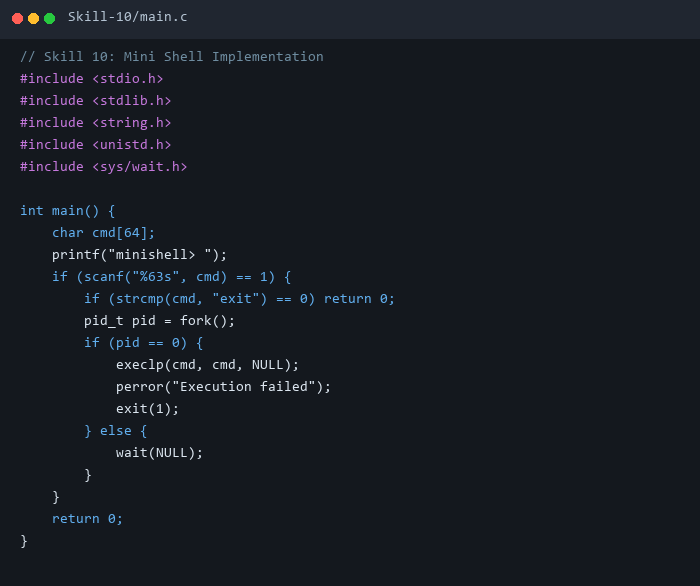 Skill-10/main.c
// Skill 10: Mini Shell Implementation
#include <stdio.h>
#include <stdlib.h>
#include <string.h>
#include <unistd.h>
#include <sys/wait.h>

int main() {
    char cmd[64];
    printf("minishell> ");
    if (scanf("%63s", cmd) == 1) {
        if (strcmp(cmd, "exit") == 0) return 0;
        pid_t pid = fork();
        if (pid == 0) {
            execlp(cmd, cmd, NULL);
            perror("Execution failed");
            exit(1);
        } else {
            wait(NULL);
        }
    }
    return 0;
}